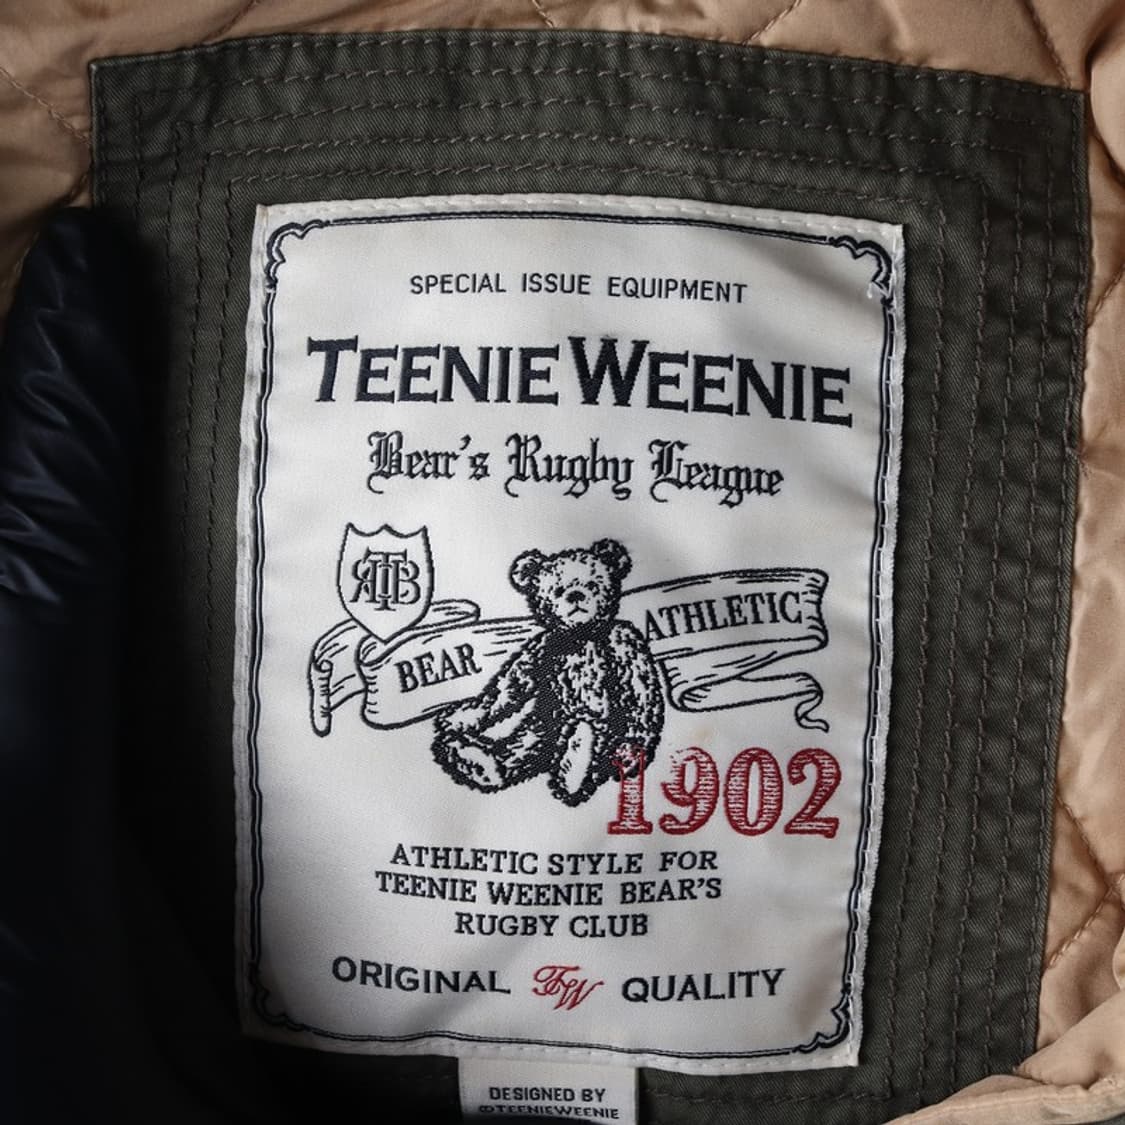 SPECIAL ISSUE EQUIPMENT
TEENIE WEENIE
Bear's Rugby League
BEAR
ATHLETIC
1902
ATHLETIC STYLE FOR
TEENIE WEENIE BEAR'S
RUGBY CLUB
ORIGINAL TW QUALITY
DESIGNED BY
©TEENIEWEENIE